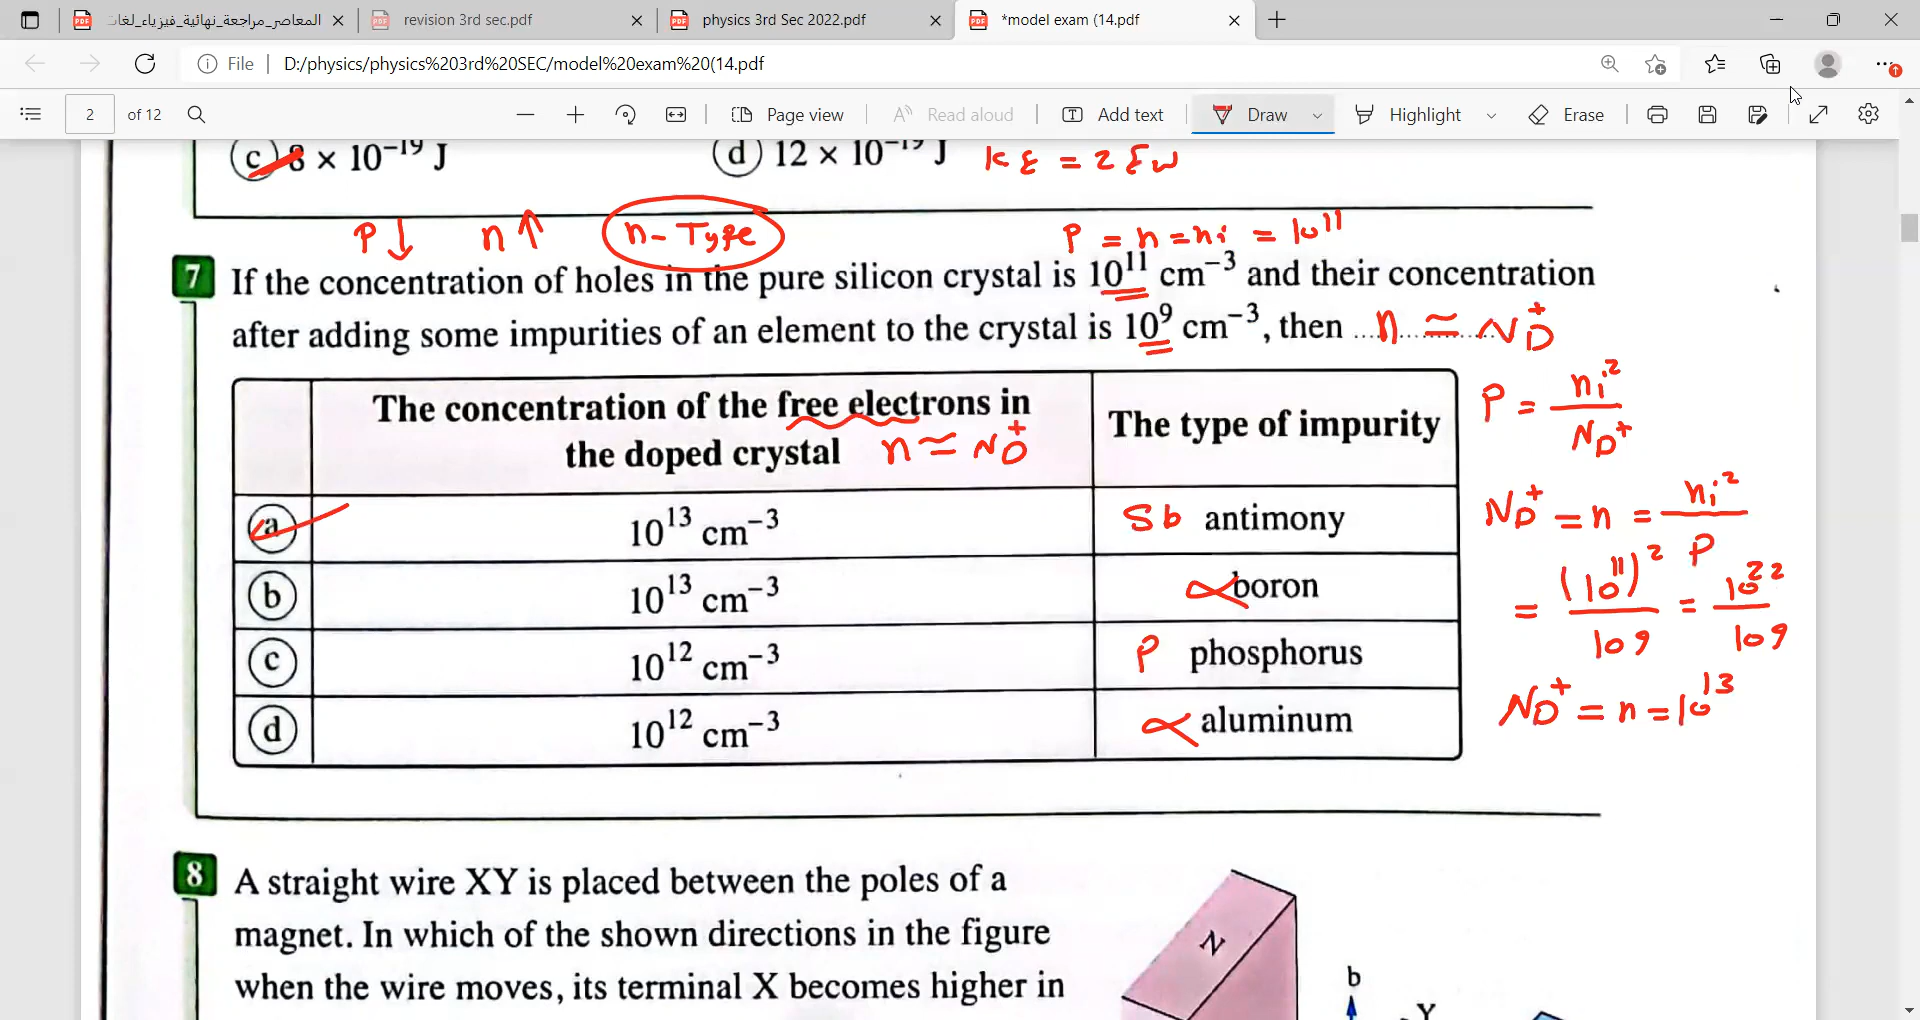 المعاصر_مراجعة_نهائية_فيزياء_لغات
revision 3rd sec.pdf
physics 3rd Sec 2022.pdf
*model exam (14.pdf
File D:/physics/physics%203rd%20SEC/model%20exam%20(14.pdf
2 of 12 Page view Read aloud Add text Draw Highlight Erase
c 8 × 10⁻¹⁹ J d 12 × 10⁻¹⁹ J KE = 2 Ew
P ↓ n ↑ n- Type P = n = ni = 10¹¹
7 If the concentration of holes in the pure silicon crystal is 10¹¹ cm⁻³ and their concentration
after adding some impurities of an element to the crystal is 10⁹ cm⁻³, then ........... n ≃ ND⁺
The concentration of the free electrons in
the doped crystal n ≃ ND⁺
The type of impurity
a 10¹³ cm⁻³ Sb antimony
b 10¹³ cm⁻³ boron
c 10¹² cm⁻³ P phosphorus
d 10¹² cm⁻³ aluminum
P = ni² / ND⁺
ND⁺ = n = ni² / P
= (10¹¹)² / 10⁹ = 10²² / 10⁹
ND⁺ = n = 10¹³
8 A straight wire XY is placed between the poles of a
magnet. In which of the shown directions in the figure
when the wire moves, its terminal X becomes higher in
N
b
Y